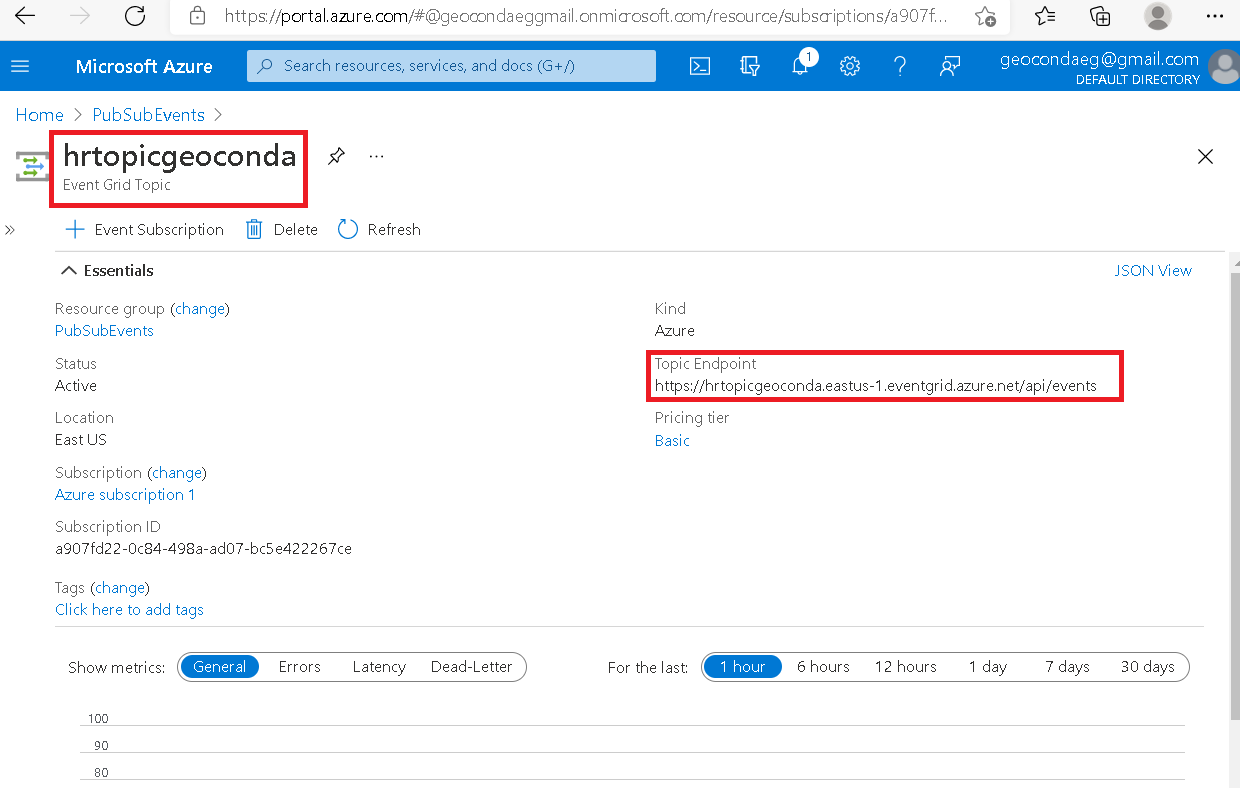 https://portal.azure.com/#@geocondaeggmail.onmicrosoft.com/resource/subscriptions/a907f...
Microsoft Azure
Search resources, services, and docs (G+/)
1
geocondaeg@gmail.com
DEFAULT DIRECTORY
Home > PubSubEvents >
hrtopicgeoconda
...
Event Grid Topic
Event Subscription
Delete
Refresh
Essentials
JSON View
Resource group (change)
PubSubEvents
Status
Active
Location
East US
Subscription (change)
Azure subscription 1
Subscription ID
a907fd22-0c84-498a-ad07-bc5e422267ce
Tags (change)
Click here to add tags
Kind
Azure
Topic Endpoint
https://hrtopicgeoconda.eastus-1.eventgrid.azure.net/api/events
Pricing tier
Basic
Show metrics: General Errors Latency Dead-Letter
For the last: 1 hour 6 hours 12 hours 1 day 7 days 30 days
100
90
80